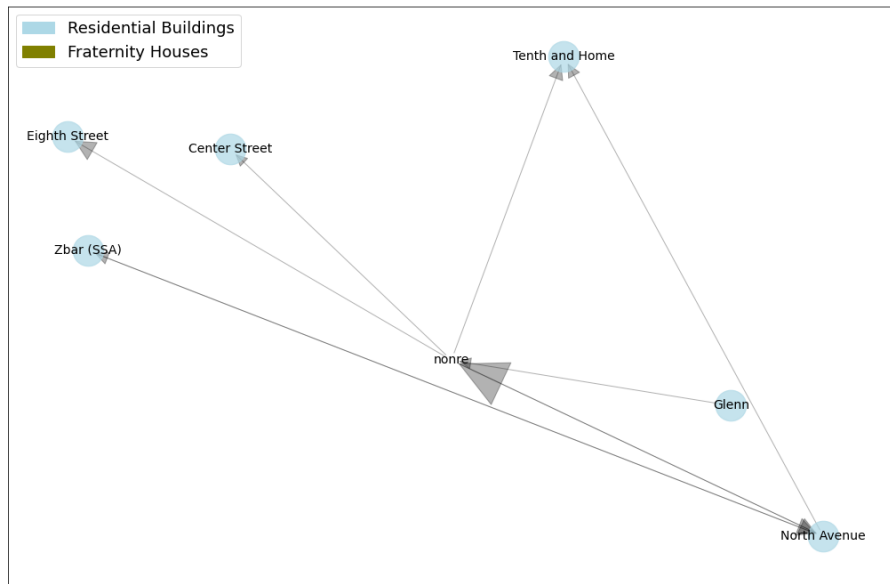 Residential Buildings
Fraternity Houses
Tenth and Home
Eighth Street
Center Street
Zbar (SSA)
nonre
Glenn
North Avenue